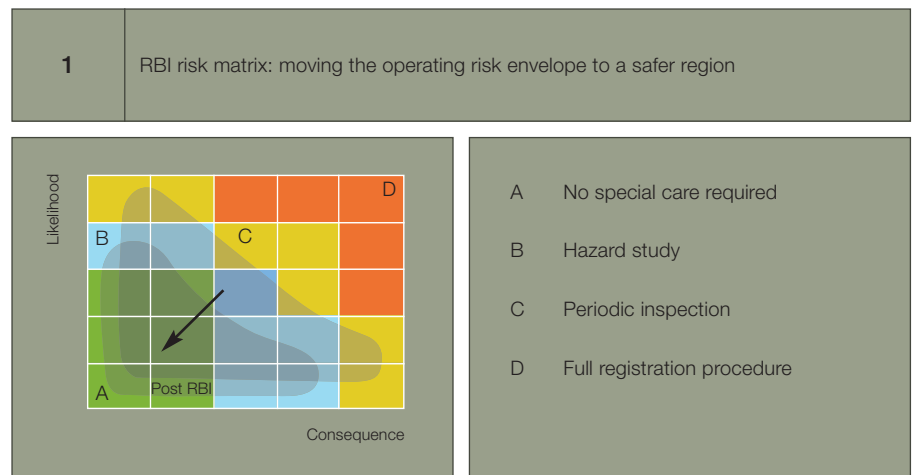 1
RBI risk matrix: moving the operating risk envelope to a safer region
Likelihood
D
B
C
A
Post RBI
Consequence
A No special care required
B Hazard study
C Periodic inspection
D Full registration procedure